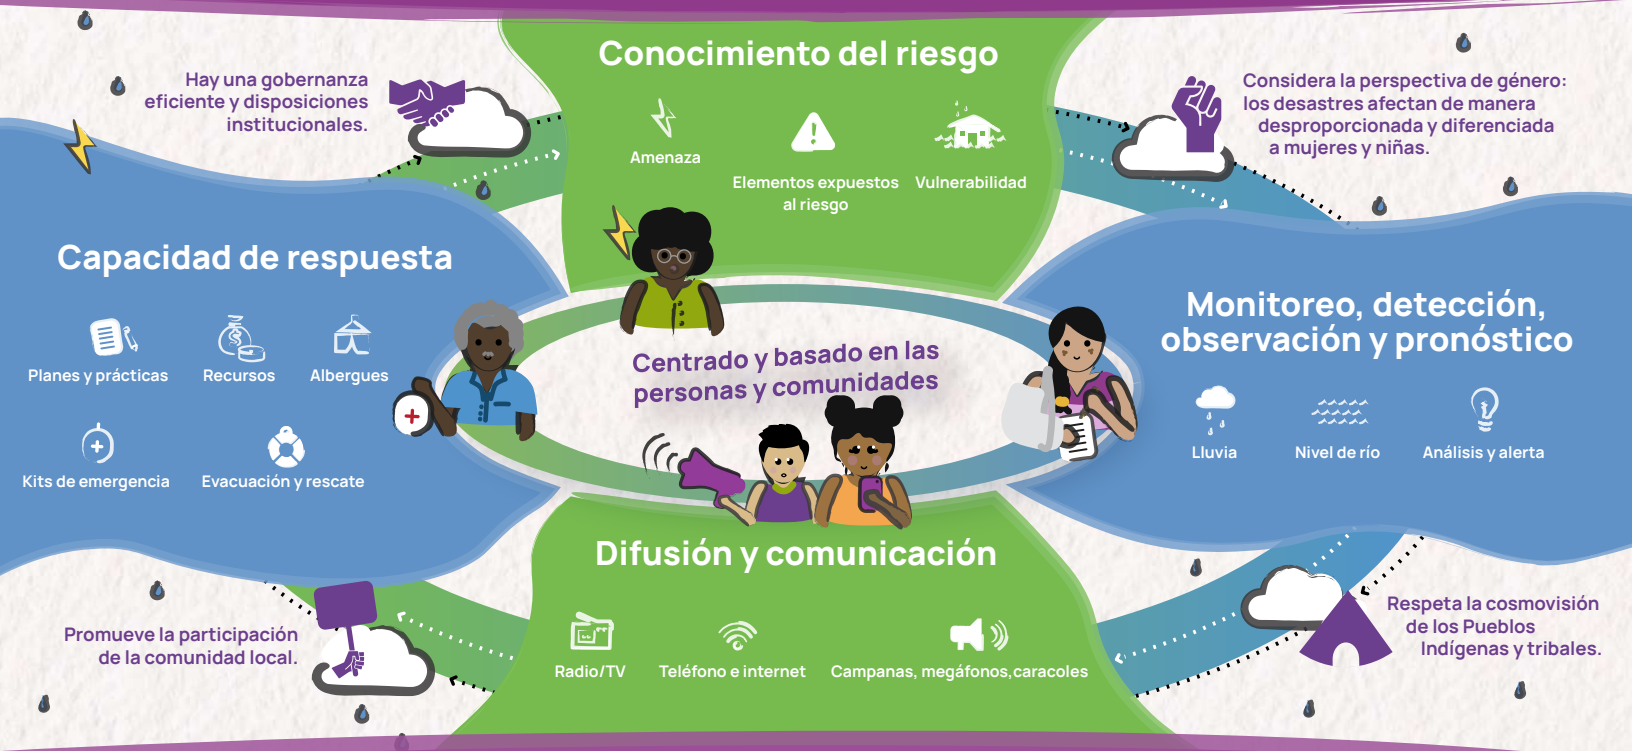 Conocimiento del riesgo
Amenaza
Elementos expuestos
al riesgo
Vulnerabilidad
Hay una gobernanza
eficiente y disposiciones
institucionales.
Considera la perspectiva de género:
los desastres afectan de manera
desproporcionada y diferenciada
a mujeres y niñas.
Capacidad de respuesta
Planes y prácticas
Recursos
Albergues
Kits de emergencia
Evacuación y rescate
Centrado y basado en las
personas y comunidades
Monitoreo, detección,
observación y pronóstico
Lluvia
Nivel de río
Análisis y alerta
Difusión y comunicación
Radio/TV
Teléfono e internet
Campanas, megáfonos,caracoles
Promueve la participación
de la comunidad local.
Respeta la cosmovisión
de los Pueblos
Indígenas y tribales.